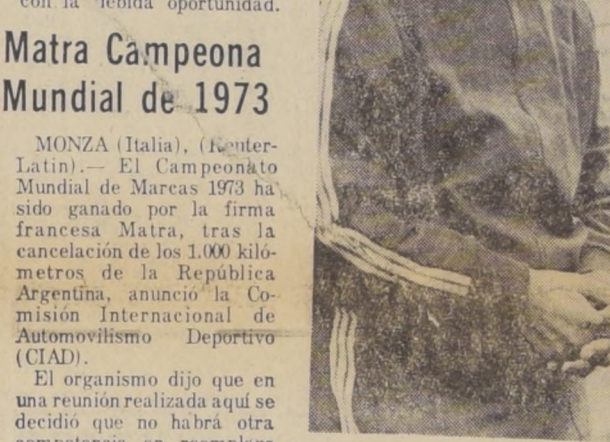 con la debida oportunidad.
Matra Campeona
Mundial de 1973
MONZA (Italia), (Reuter-
Latin).— El Campeonato
Mundial de Marcas 1973 ha
sido ganado por la firma
francesa Matra, tras la
cancelación de los 1.000 kiló-
metros de la República
Argentina, anunció la Co-
misión Internacional de
Automovilismo Deportivo
(CIAD).
El organismo dijo que en
una reunión realizada aquí se
decidió que no habrá otra
competencia en reemplazo